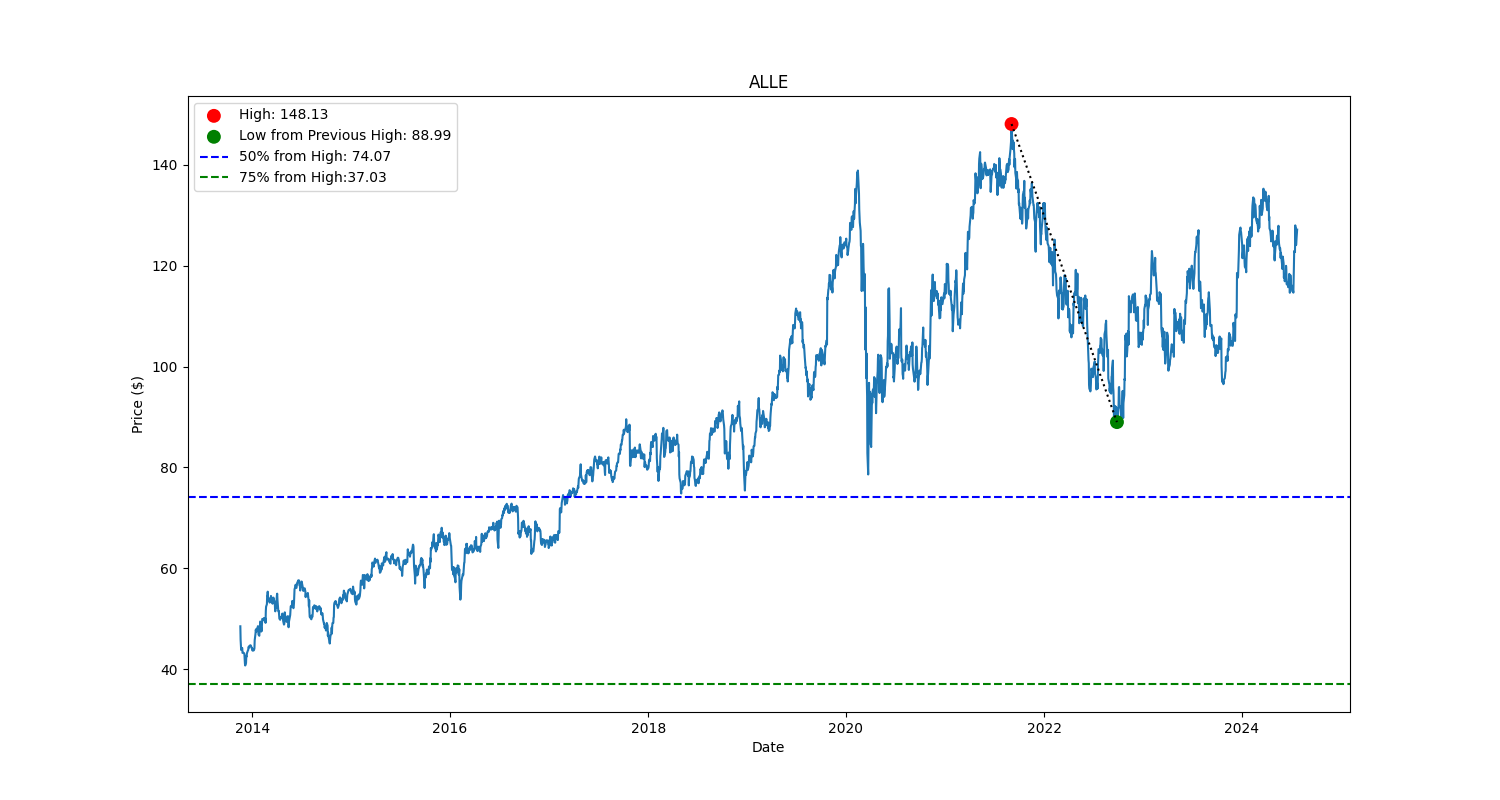 ALLE
High: 148.13
Low from Previous High: 88.99
50% from High: 74.07
75% from High:37.03
Price ($)
140
120
100
80
60
40
2014 2016 2018 2020 2022 2024
Date